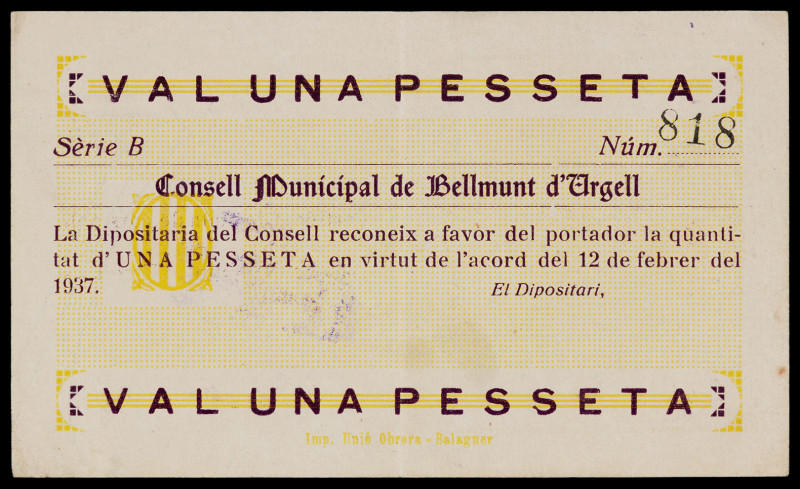 VAL UNA PESSETA
Sèrie B Núm. 818
Consell Municipal de Bellmunt d'Urgell
La Dipositaria del Consell reconeix a favòr del portador la quanti-
tat d'UNA PESSETA en virtut de l'acord del 12 de febrer del
1937. El Dipositari,
VAL UNA PESSETA
Imp. Unió Obrera - Balaguer